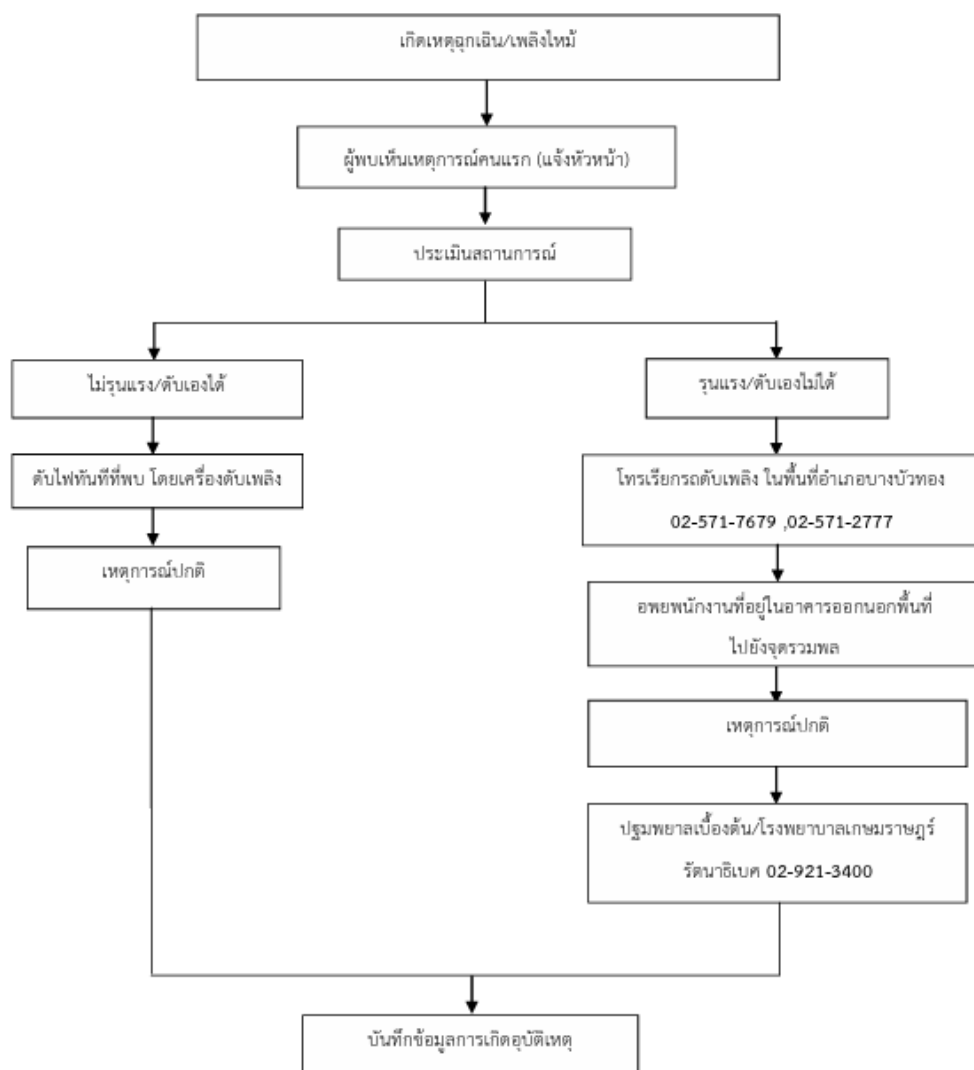 เกิดเหตุฉุกเฉิน/เพลิงไหม้
ผู้พบเห็นเหตุการณ์คนแรก (แจ้งหัวหน้า)
ประเมินสถานการณ์
ไม่รุนแรง/ดับเองได้
ดับไฟทันทีที่พบ โดยเครื่องดับเพลิง
เหตุการณ์ปกติ
รุนแรง/ดับเองไม่ได้
โทรเรียกรถดับเพลิง ในพื้นที่อำเภอบางบัวทอง
02-571-7679 ,02-571-2777
อพยพนักงานที่อยู่ในอาคารออกนอกพื้นที่
ไปยังจุดรวมพล
เหตุการณ์ปกติ
ปฐมพยาลเบื้องต้น/โรงพยาบาลเกษมราษฎร์
รัตนาธิเบศ 02-921-3400
บันทึกข้อมูลการเกิดอุบัติเหตุ